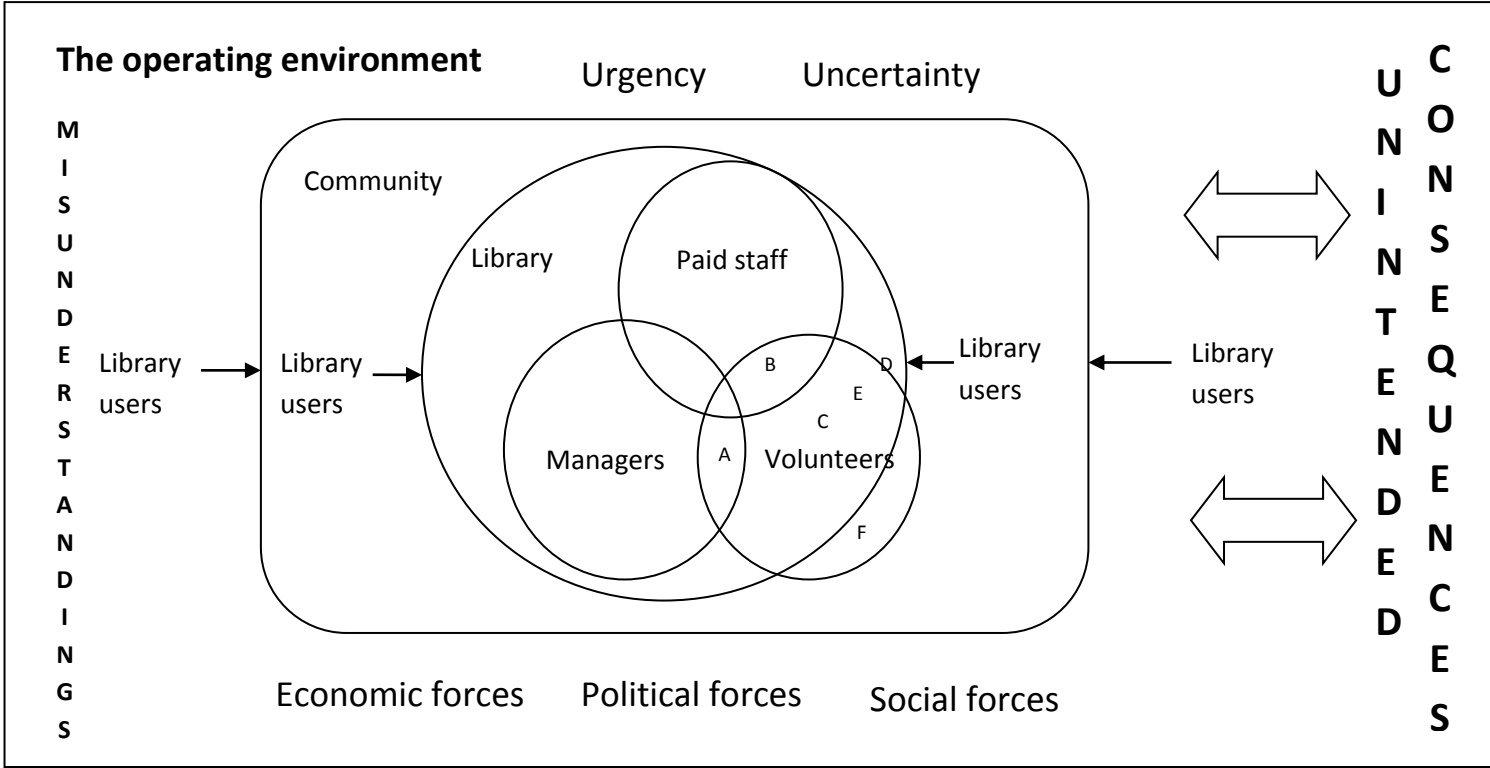 The operating environment
Urgency
Uncertainty
MISUNDERSTANDINGS
UNINTENDED
CONSEQUENCES
Community
Library
Paid staff
B
D
E
C
Library
users
Library
users
Library
users
Library
users
Managers
A
Volunteers
F
Economic forces
Political forces
Social forces